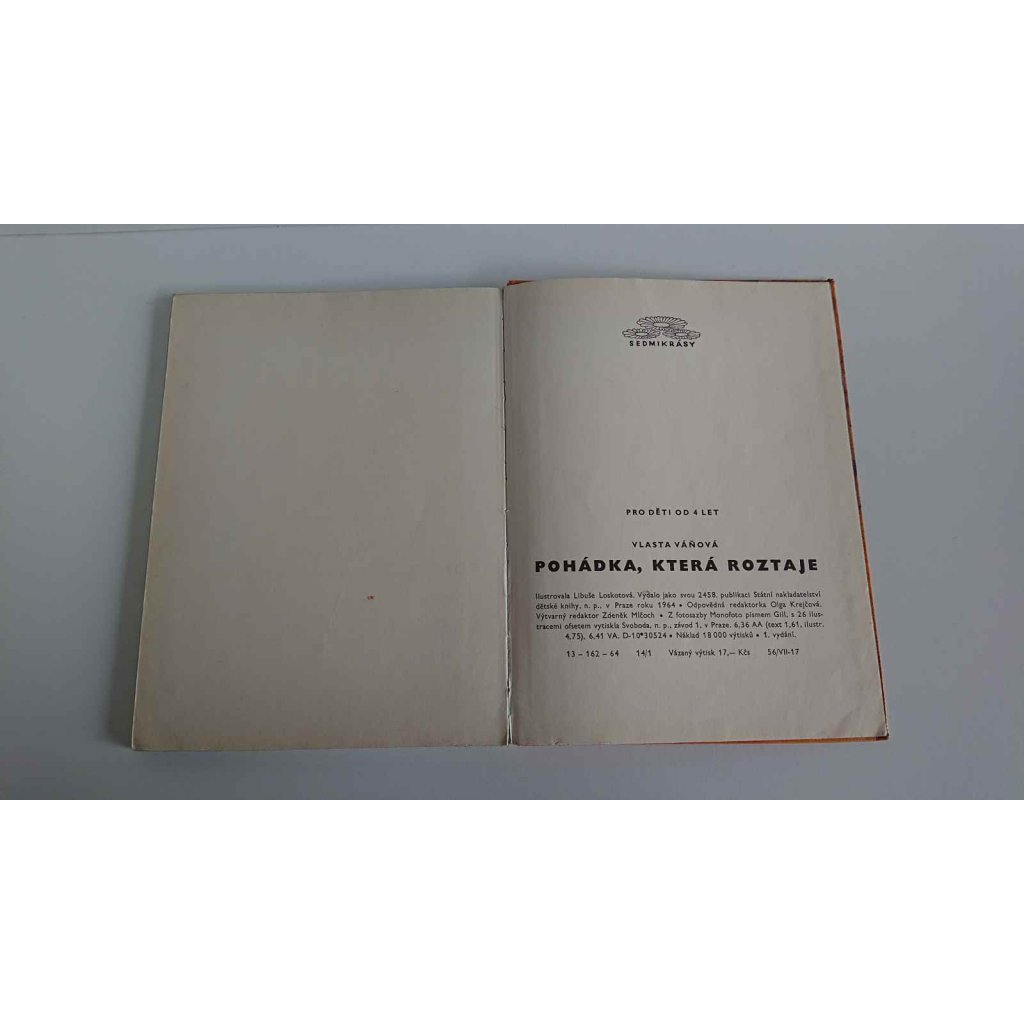 SEDMIKRÁSY
PRO DĚTI OD 4 LET
VLASTA VÁŇOVÁ
POHÁDKA, KTERÁ ROZTAJE
Ilustrovala Libuše Loskotová. Vydalo jako svou 2458. publikaci Státní nakladatelství
dětské knihy, n. p., v Praze roku 1964 • Odpovědná redaktorka Olga Krejčová.
Výtvarný redaktor Zdeněk Mlčoch • Z fotosazby Monofoto písmem Gill, s 26 ilus-
tracemi ofsetem vytiskla Svoboda, n. p., závod 1, v Praze. 6,36 AA (text 1,61, ilustr.
4,75), 6,41 VA. D-10*30524 • Náklad 18 000 výtisků • 1. vydání.
13 – 162 – 64 14/1 Vázaný výtisk 17,— Kčs 56/VII-17